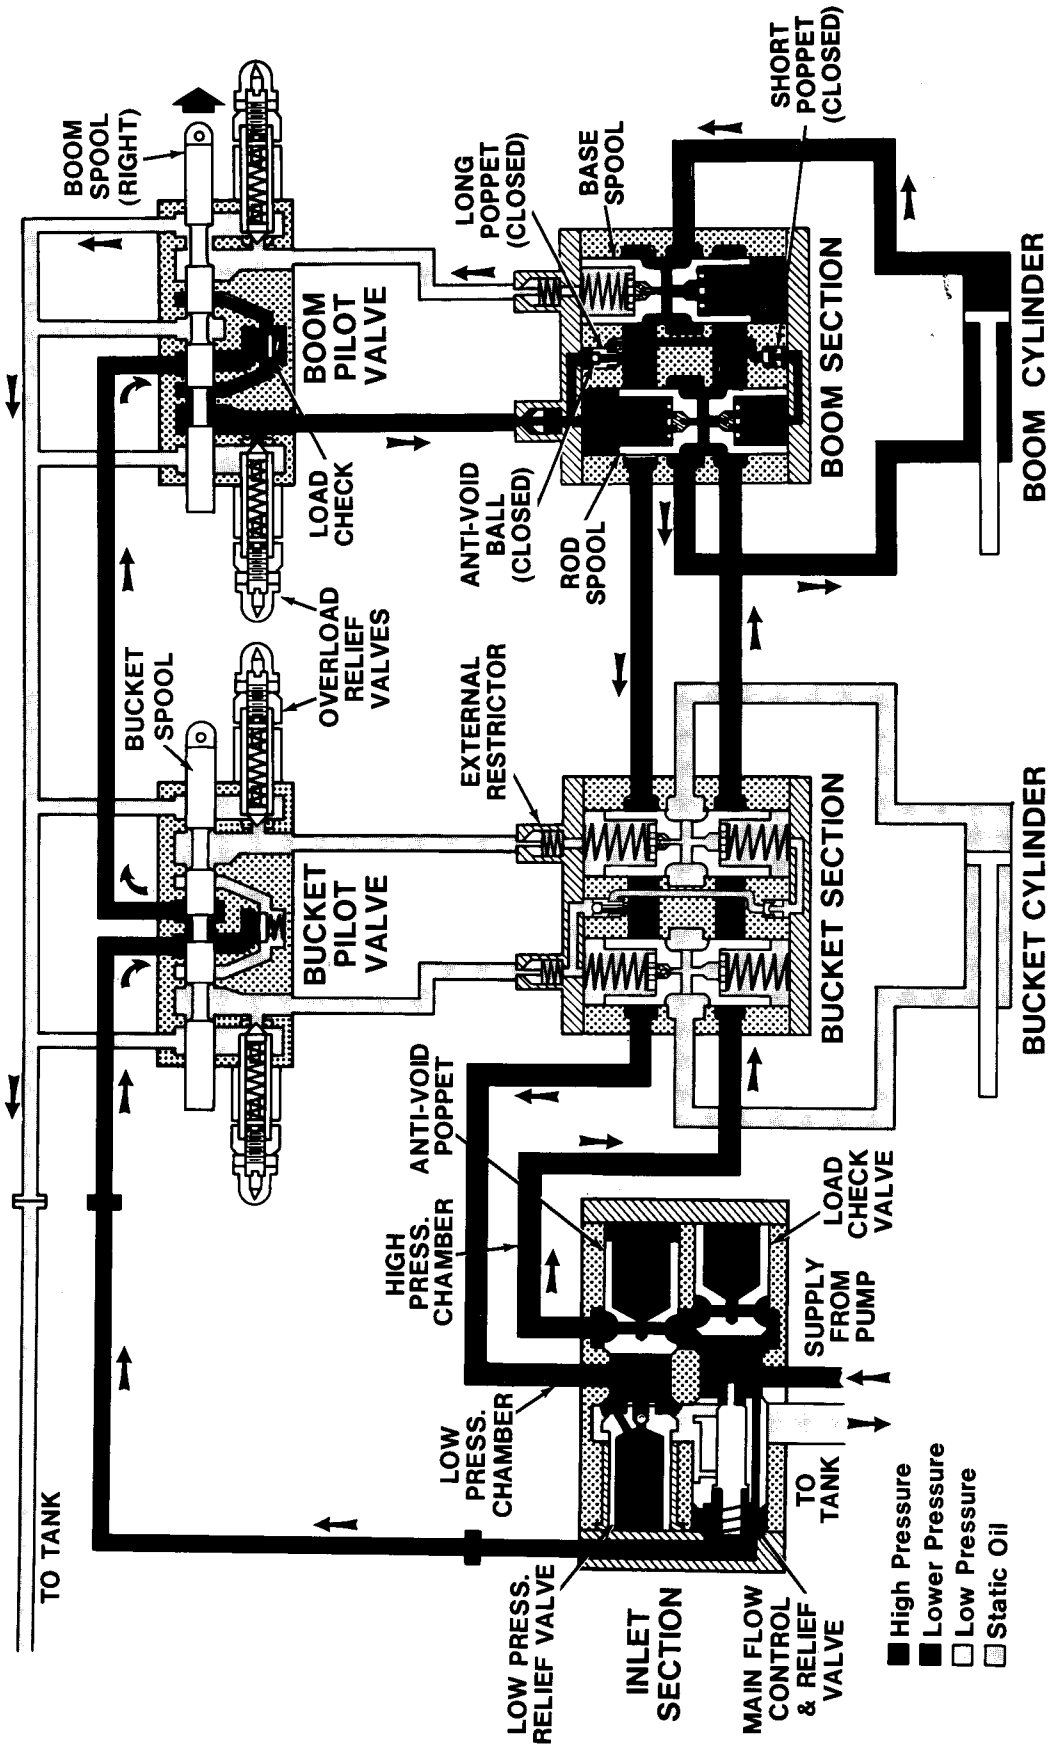 TO TANK
BUCKET
SPOOL
BOOM
SPOOL
(RIGHT)
BUCKET
PILOT
VALVE
OVERLOAD
RELIEF
VALVES
LOAD
CHECK
BOOM
PILOT
VALVE
LOW
PRESS.
CHAMBER
HIGH
PRESS.
CHAMBER
ANTI-VOID
POPPET
EXTERNAL
RESTRICTOR
ANTI-VOID
BALL
(CLOSED)
ROD
SPOOL
LONG
POPPET
(CLOSED)
BASE
SPOOL
SHORT
POPPET
(CLOSED)
LOW PRESS.
RELIEF VALVE
INLET
SECTION
MAIN FLOW
CONTROL
& RELIEF
VALVE
TO
TANK
SUPPLY
FROM
PUMP
LOAD
CHECK
VALVE
BUCKET SECTION
BOOM SECTION
High Pressure
Lower Pressure
Low Pressure
Static Oil
BUCKET CYLINDER
BOOM CYLINDER